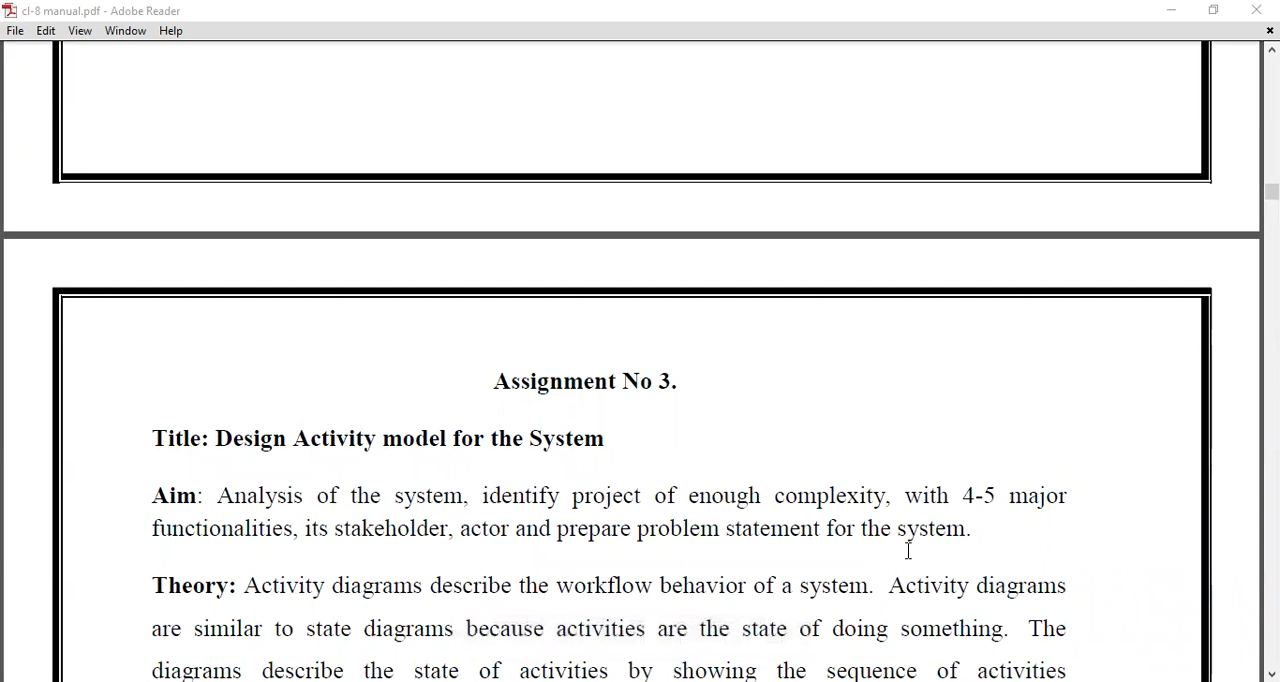 cl-8 manual.pdf - Adobe Reader
File Edit View Window Help
Assignment No 3.
Title: Design Activity model for the System
Aim: Analysis of the system, identify project of enough complexity, with 4-5 major
functionalities, its stakeholder, actor and prepare problem statement for the system.
Theory: Activity diagrams describe the workflow behavior of a system. Activity diagrams
are similar to state diagrams because activities are the state of doing something. The
diagrams describe the state of activities by showing the sequence of activities